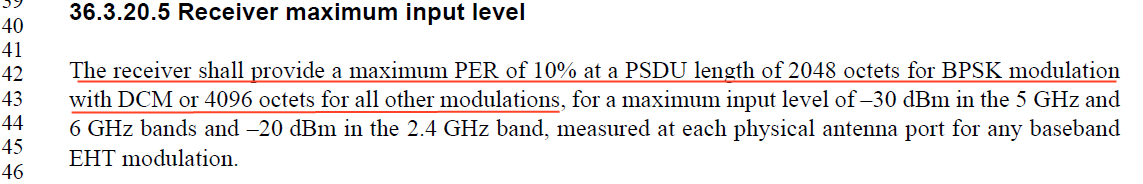 39
40
41
42
43
44
45
46
36.3.20.5 Receiver maximum input level
The receiver shall provide a maximum PER of 10% at a PSDU length of 2048 octets for BPSK modulation
with DCM or 4096 octets for all other modulations, for a maximum input level of –30 dBm in the 5 GHz and
6 GHz bands and –20 dBm in the 2.4 GHz band, measured at each physical antenna port for any baseband
EHT modulation.